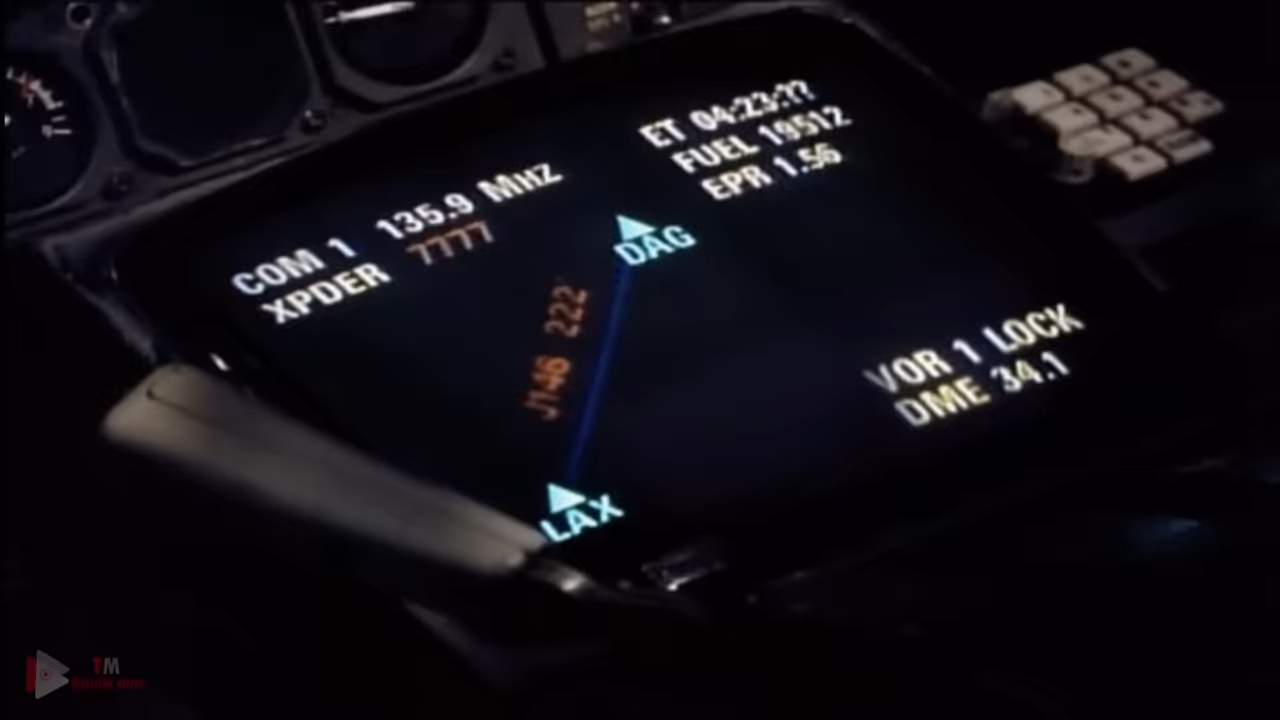 ET 04:23:??
FUEL 19512
EPR 1.56
COM 1 135.9 MHZ
XPDER 7777
DAG
J146 222
VOR 1 LOCK
DME 34.1
LAX
TM